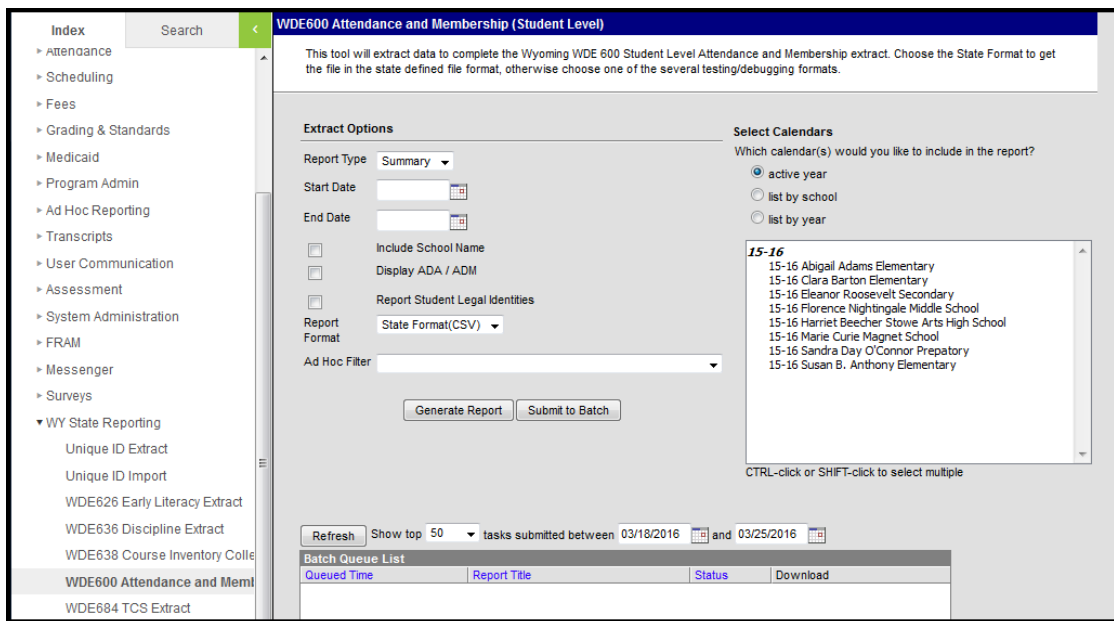 Index
Search
Attendance
Scheduling
Fees
Grading & Standards
Medicaid
Program Admin
Ad Hoc Reporting
Transcripts
User Communication
Assessment
System Administration
FRAM
Messenger
Surveys
WY State Reporting
Unique ID Extract
Unique ID Import
WDE626 Early Literacy Extract
WDE636 Discipline Extract
WDE638 Course Inventory Colle
WDE600 Attendance and Memb
WDE684 TCS Extract
WDE600 Attendance and Membership (Student Level)
This tool will extract data to complete the Wyoming WDE 600 Student Level Attendance and Membership extract. Choose the State Format to get
the file in the state defined file format, otherwise choose one of the several testing/debugging formats.
Extract Options
Report Type Summary
Start Date
End Date
Include School Name
Display ADA / ADM
Report Student Legal Identities
Report
Format
State Format(CSV)
Ad Hoc Filter
Generate Report Submit to Batch
Select Calendars
Which calendar(s) would you like to include in the report?
active year
list by school
list by year
15-16
15-16 Abigail Adams Elementary
15-16 Clara Barton Elementary
15-16 Eleanor Roosevelt Secondary
15-16 Florence Nightingale Middle School
15-16 Harriet Beecher Stowe Arts High School
15-16 Marie Curie Magnet School
15-16 Sandra Day O'Connor Prepatory
15-16 Susan B. Anthony Elementary
CTRL-click or SHIFT-click to select multiple
Refresh Show top 50 tasks submitted between 03/18/2016 and 03/25/2016
Batch Queue List
Queued Time Report Title Status Download